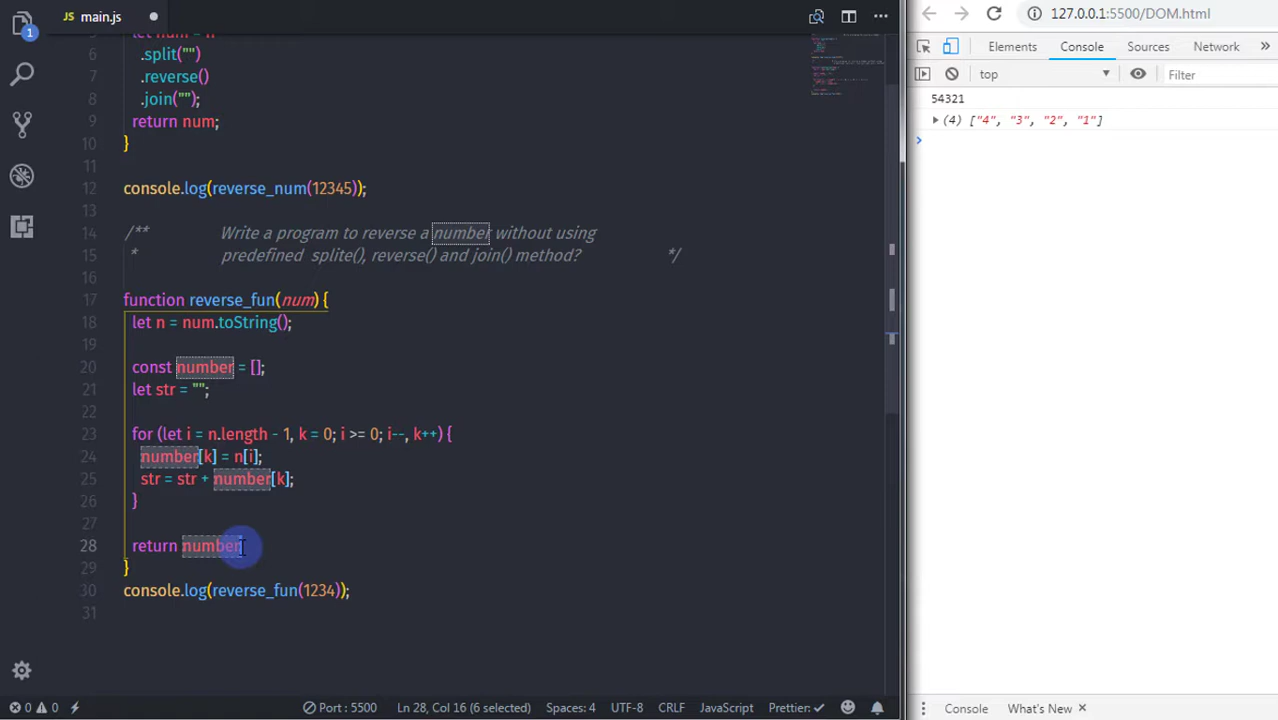 JS main.js
127.0.0.1:5500/DOM.html
1
Elements Console Sources Network »
top Filter
54321
(4) ["4", "3", "2", "1"]
6 .split("")
7 .reverse()
8 .join("");
9 return num;
10 }
11
12 console.log(reverse_num(12345));
13
14 /** Write a program to reverse a number without using
15 * predefined splite(), reverse() and join() method? */
16
17 function reverse_fun(num) {
18 let n = num.toString();
20 const number = [];
21 let str = "";
22
23 for (let i = n.length - 1, k = 0; i >= 0; i--, k++) {
24 number[k] = n[i];
25 str = str + number[k];
26 }
27
28 return number
29 }
30 console.log(reverse_fun(1234));
31
0 0 Port : 5500 Ln 28, Col 16 (6 selected) Spaces: 4 UTF-8 CRLF JavaScript Prettier: ✓
Console What's New ×